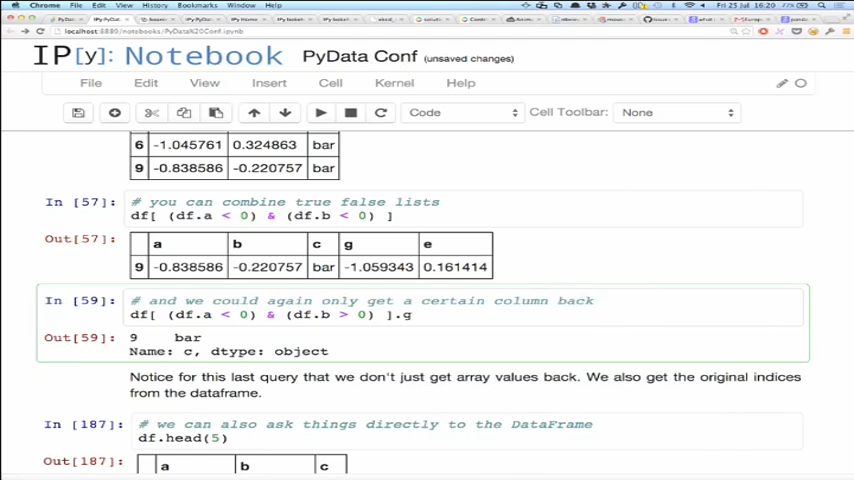 Chrome File Edit View History Bookmarks Window Help
Fri 25 Jul 16:20
localhost:8880/notebooks/PyData%20Conf.ipynb
IP[y]: Notebook PyData Conf (unsaved changes)
File Edit View Insert Cell Kernel Help
Code Cell Toolbar: None
6 -1.045761 0.324863 bar
9 -0.838586 -0.220757 bar
In [57]: # you can combine true false lists
df[ (df.a < 0) & (df.b < 0) ]
Out[57]: a b c g e
9 -0.838586 -0.220757 bar -1.059343 0.161414
In [59]: # and we could again only get a certain column back
df[ (df.a < 0) & (df.b > 0) ].g
Out[59]: 9 bar
Name: c, dtype: object
Notice for this last query that we don't just get array values back. We also get the original indices
from the dataframe.
In [187]: # we can also ask things directly to the DataFrame
df.head(5)
Out[187]: a b c